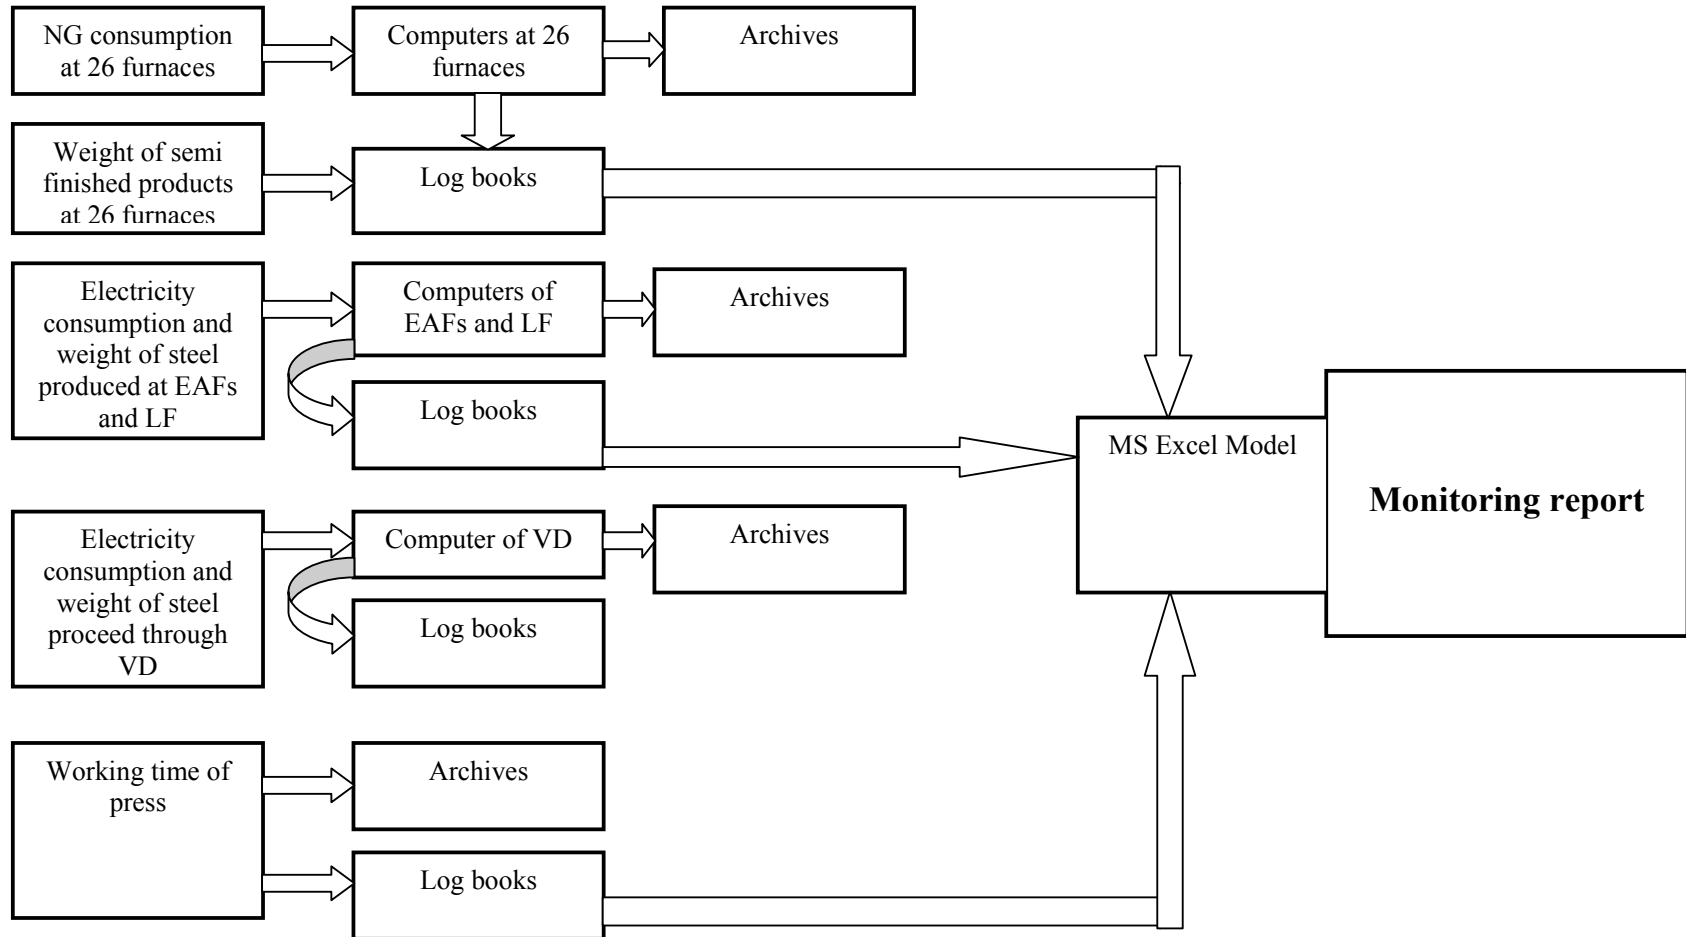 NG consumption
at 26 furnaces
Computers at 26
furnaces
Archives
Weight of semi
finished products
at 26 furnaces
Log books
Electricity
consumption and
weight of steel
produced at EAFs
and LF
Computers of
EAFs and LF
Archives
Log books
MS Excel Model
Monitoring report
Electricity
consumption and
weight of steel
proceed through
VD
Computer of VD
Archives
Log books
Working time of
press
Archives
Log books